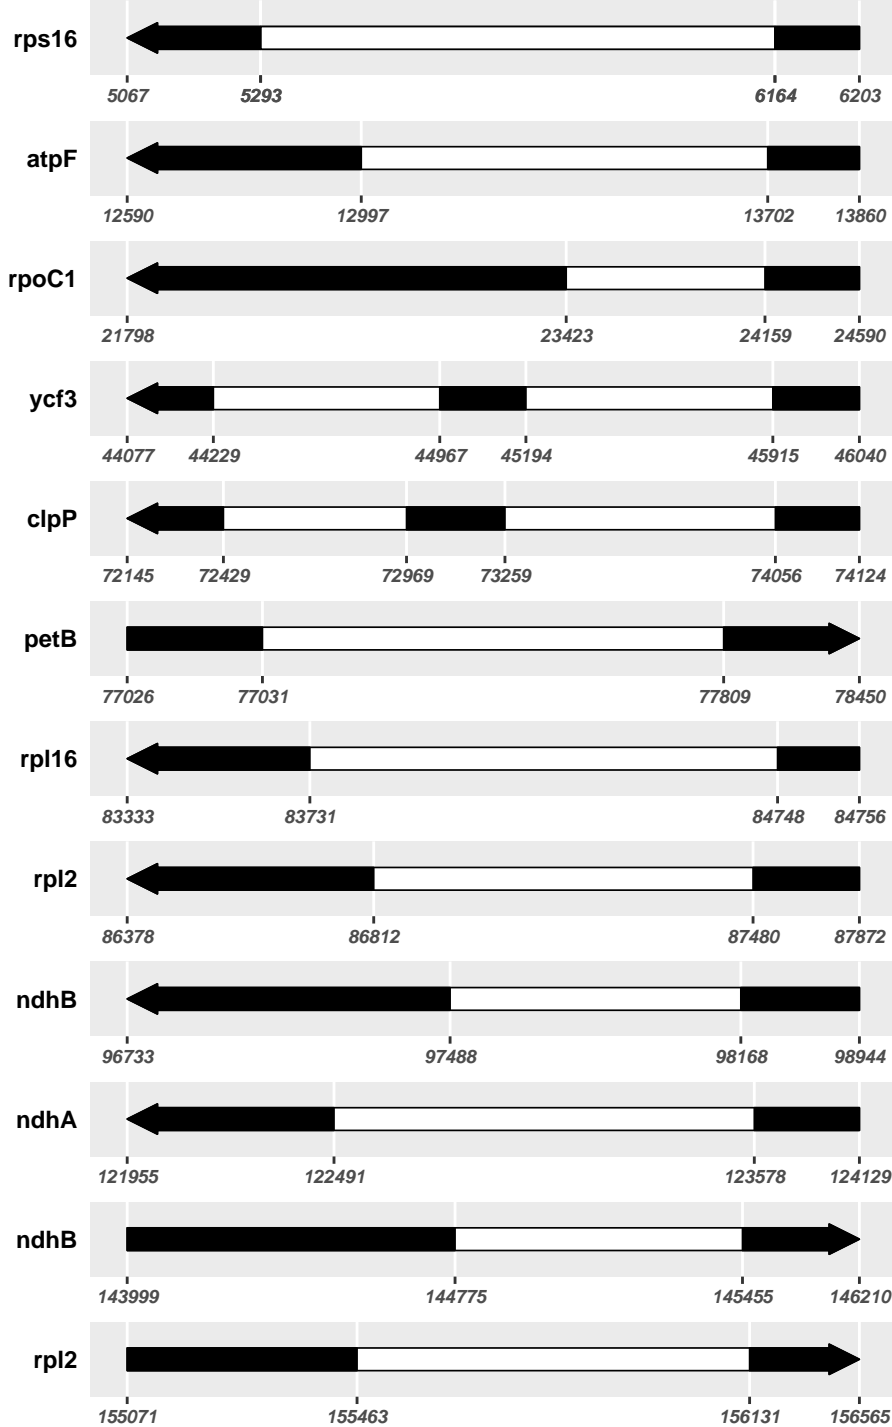 rps16
5067 5293 6164 6203
atpF
12590 12997 13702 13860
rpoC1
21798 23423 24159 24590
ycf3
44077 44229 44967 45194 45915 46040
clpP
72145 72429 72969 73259 74056 74124
petB
77026 77031 77809 78450
rpl16
83333 83731 84748 84756
rpl2
86378 86812 87480 87872
ndhB
96733 97488 98168 98944
ndhA
121955 122491 123578 124129
ndhB
143999 144775 145455 146210
rpl2
155071 155463 156131 156565